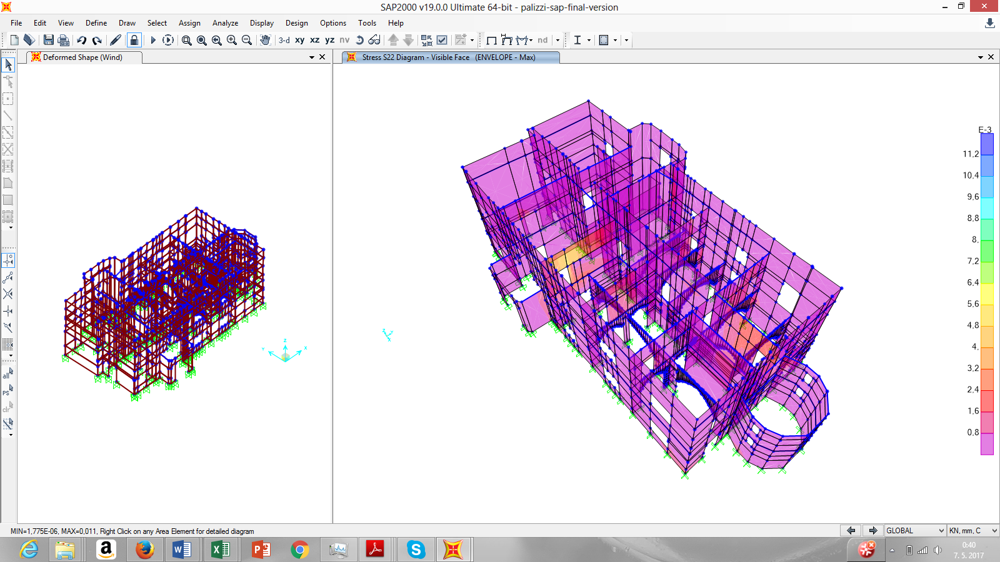 SAP2000 v19.0.0 Ultimate 64-bit - palizzi-sap-final-version
File Edit View Define Draw Select Assign Analyze Display Design Options Tools Help
3-d xy xz yz nv nd
Deformed Shape (Wind)
Stress S22 Diagram - Visible Face (ENVELOPE - Max)
E-3
11.2
10.4
9.6
8.8
8.
7.2
6.4
5.6
4.8
4.
3.2
2.4
1.6
0.8
Z
Y X
Z Y
X
all
PS
clr
MIN=1,775E-06, MAX=0,011, Right Click on any Area Element for detailed diagram
GLOBAL
KN, mm, C
0:40
7. 5. 2017